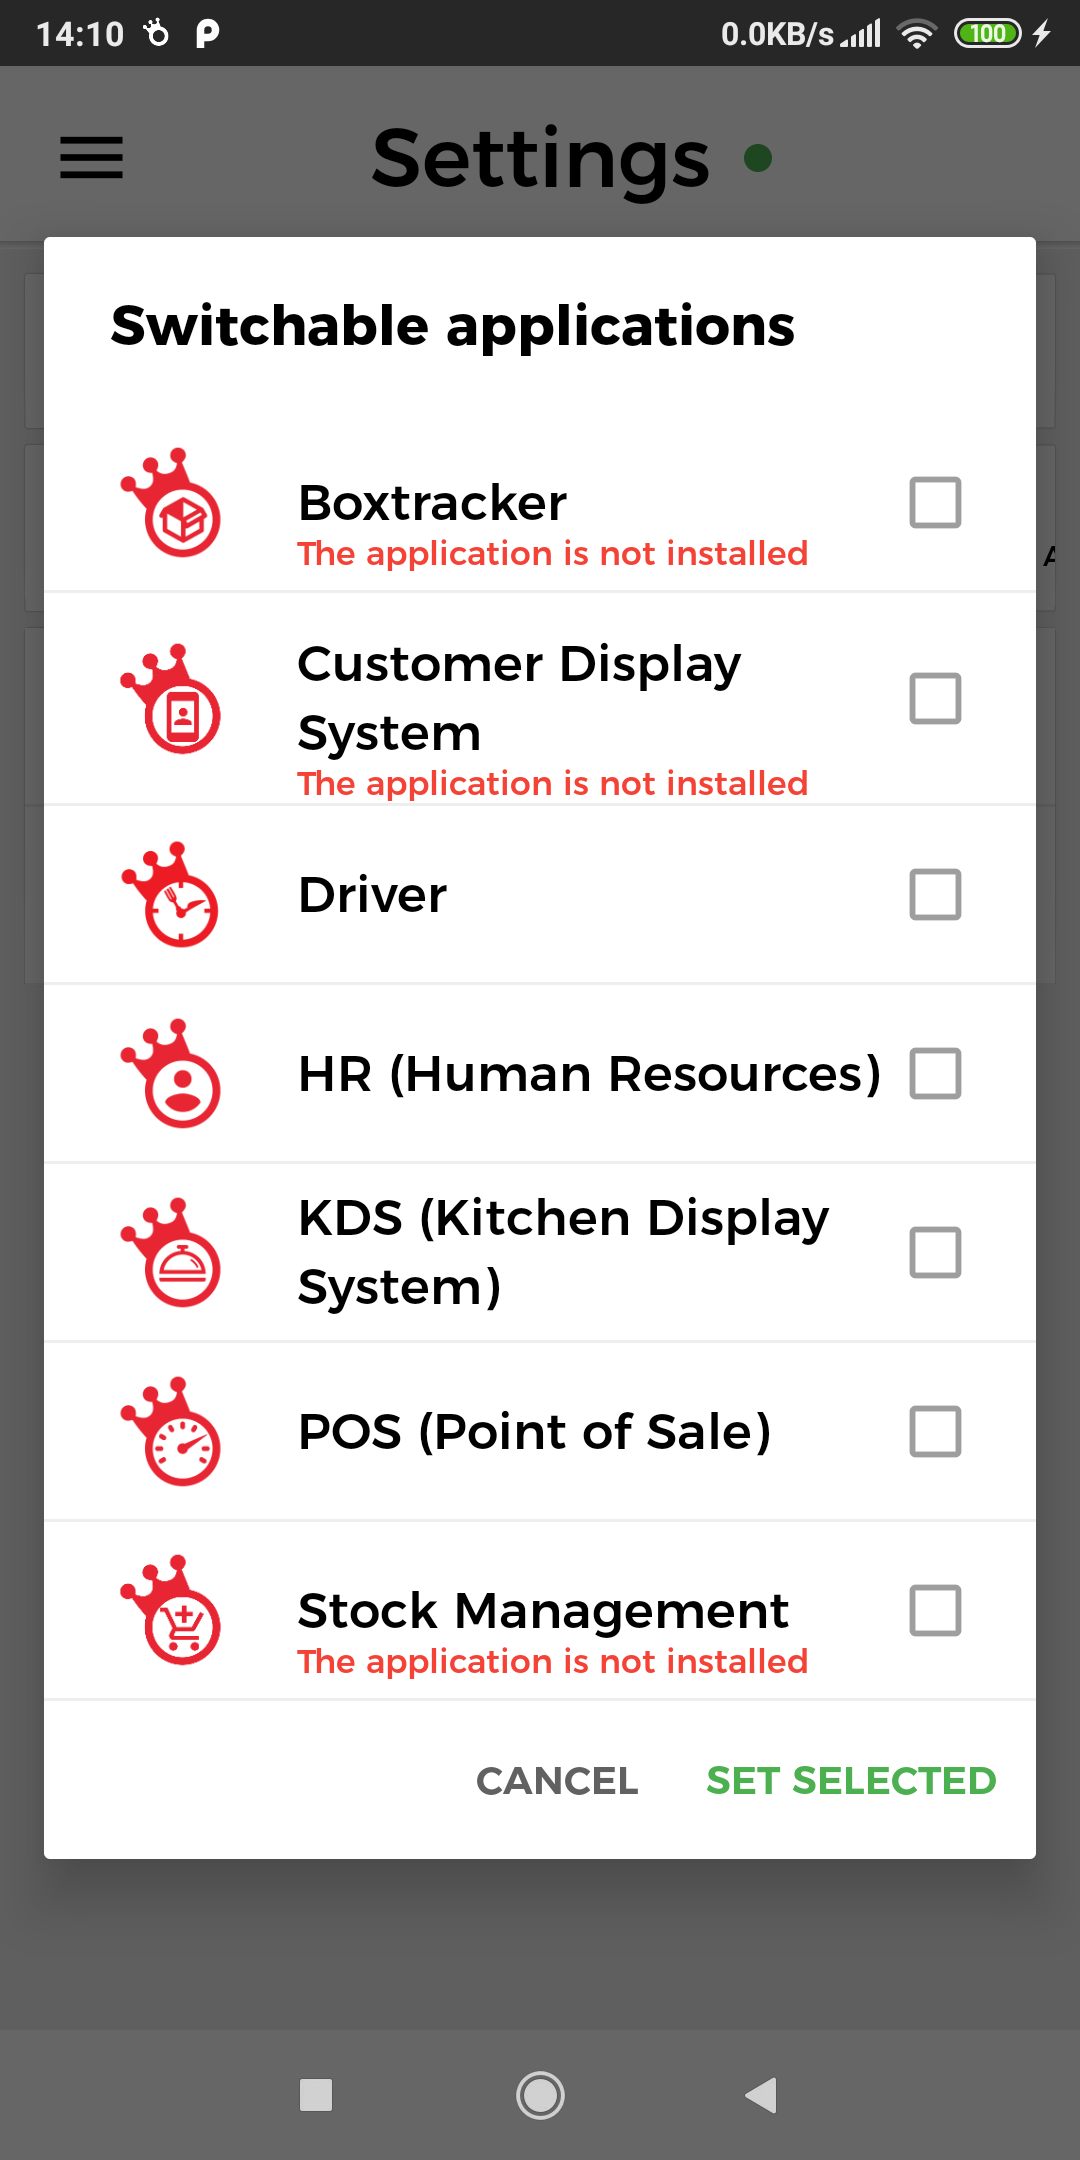 14:10
0.0KB/s
100
Settings
Switchable applications
Boxtracker
The application is not installed
A
Customer Display
System
The application is not installed
Driver
HR (Human Resources)
KDS (Kitchen Display
System)
POS (Point of Sale)
Stock Management
The application is not installed
CANCEL
SET SELECTED